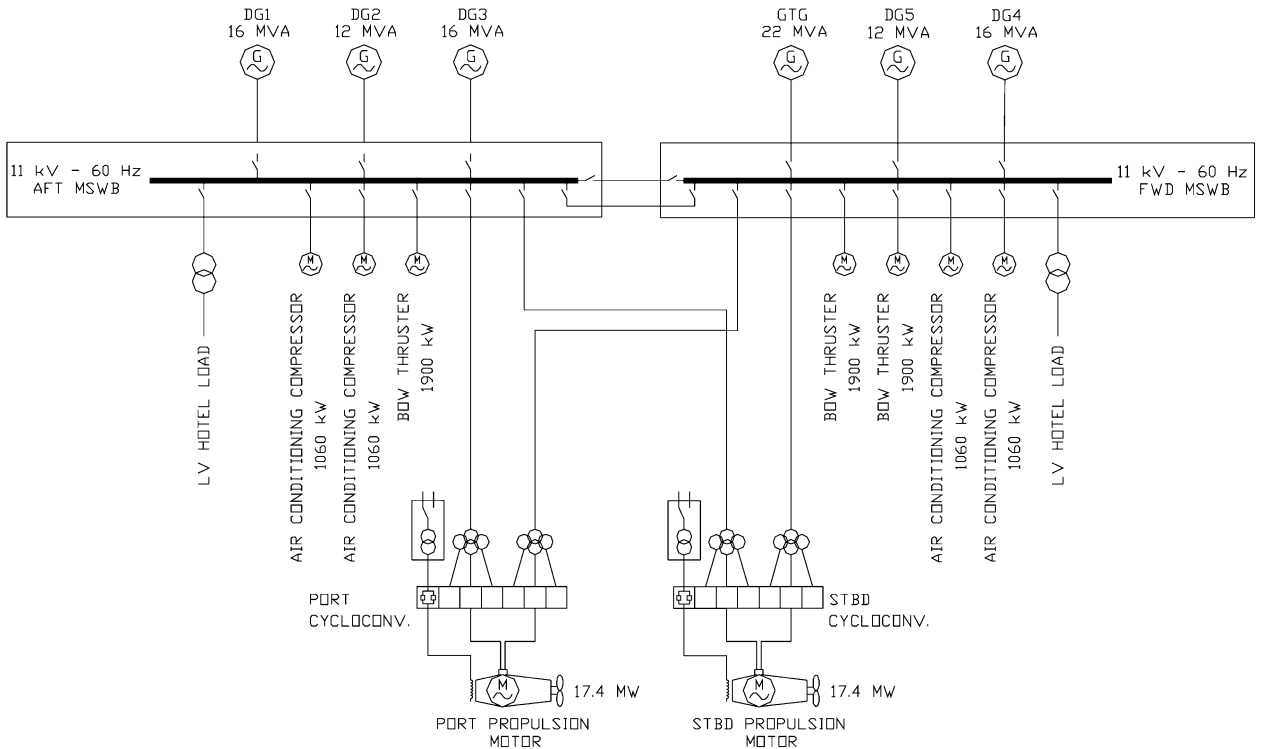 DG1
16 MVA
DG2
12 MVA
DG3
16 MVA
GTG
22 MVA
DG5
12 MVA
DG4
16 MVA
G
G
G
G
G
G
11 kV - 60 Hz
AFT MSWB
11 kV - 60 Hz
FWD MSWB
M
M
M
M
M
M
M
LV HOTEL LOAD
AIR CONDITIONING COMPRESSOR
1060 kW
AIR CONDITIONING COMPRESSOR
1060 kW
BOW THRUSTER
1900 kW
BOW THRUSTER
1900 kW
BOW THRUSTER
1900 kW
AIR CONDITIONING COMPRESSOR
1060 kW
AIR CONDITIONING COMPRESSOR
1060 kW
LV HOTEL LOAD
PORT
CYCLOCONV.
STBD
CYCLOCONV.
M
17.4 MW
M
17.4 MW
PORT PROPULSION
MOTOR
STBD PROPULSION
MOTOR